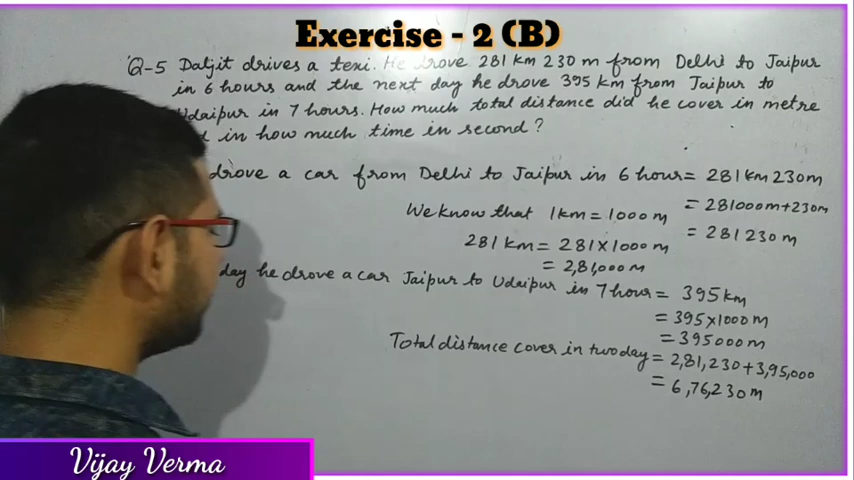 Exercise - 2 (B)
Q-5 Daljit drives a texi. He drove 281 km 230 m from Delhi to Jaipur
in 6 hours and the next day he drove 395 km from Jaipur to
Udaipur in 7 hours. How much total distance did he cover in metre
in how much time in second?
drove a car from Delhi to Jaipur in 6 hour = 281 km 230 m
= 281000m+230m
We know that 1km = 1000 m
= 281230 m
281 km = 281×1000 m
= 2,81,000 m
day he drove a car Jaipur to Udaipur in 7 hour = 395 km
= 395×1000 m
= 395000 m
Total distance cover in two day = 2,81,230+3,95,000
= 6,76,230 m
Vijay Verma